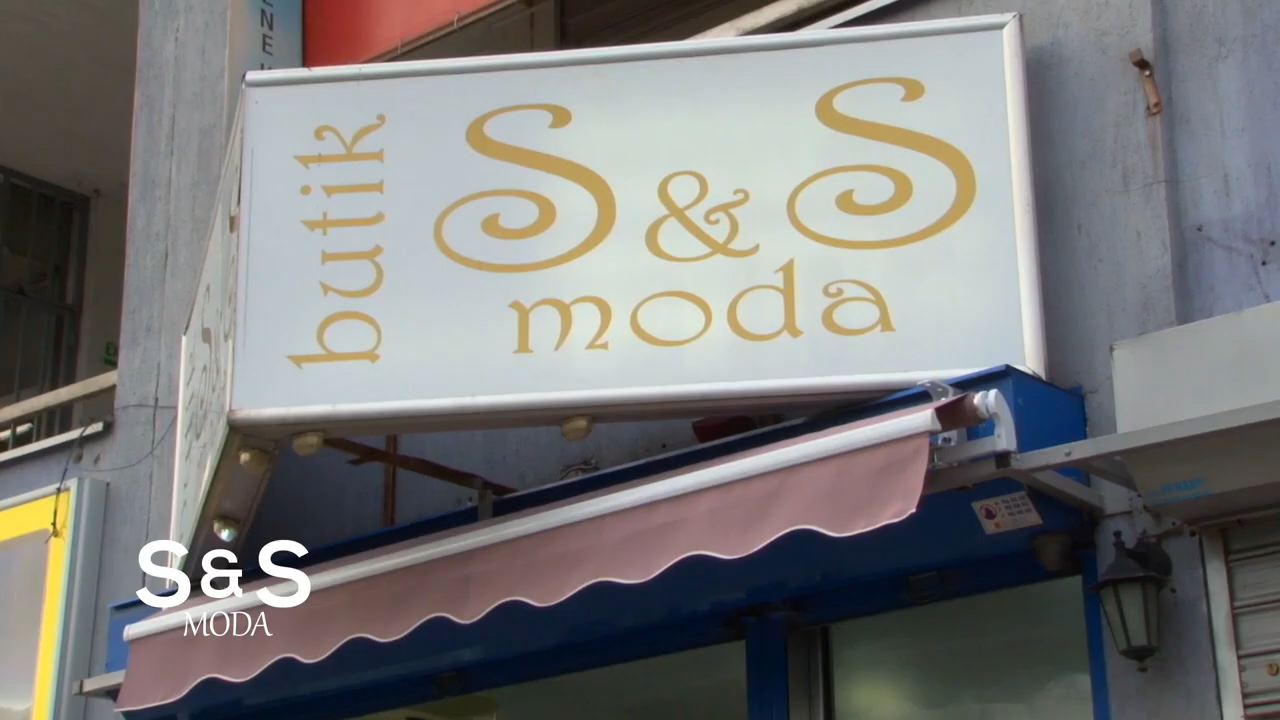 butik
S & S
moda
S & S
MODA